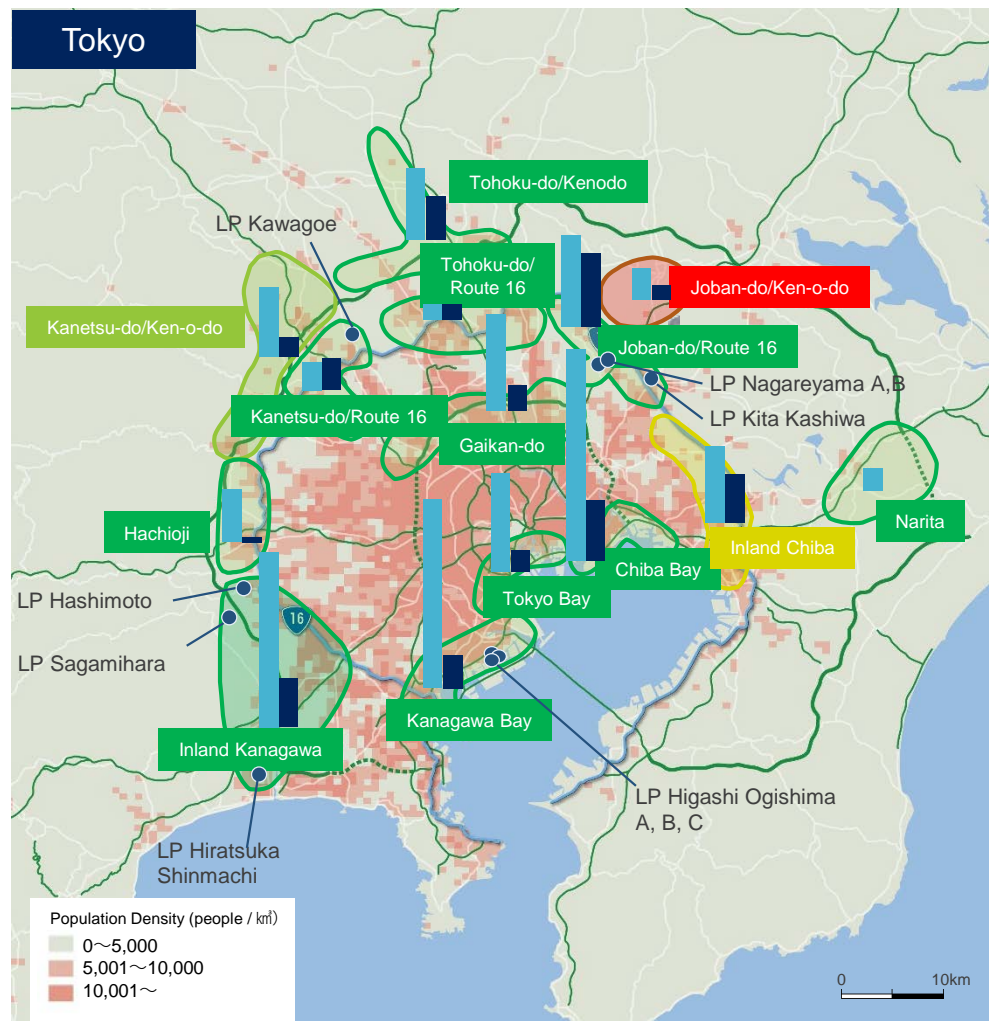 Tokyo
Tohoku-do/Kenodo
LP Kawagoe
Tohoku-do/
Route 16
Joban-do/Ken-o-do
Kanetsu-do/Ken-o-do
Joban-do/Route 16
LP Nagareyama A,B
Kanetsu-do/Route 16
LP Kita Kashiwa
Gaikan-do
Narita
Hachioji
Inland Chiba
Chiba Bay
LP Hashimoto
Tokyo Bay
16
LP Sagamihara
Kanagawa Bay
Inland Kanagawa
LP Higashi Ogishima
A, B, C
LP Hiratsuka
Shinmachi
Population Density (people / ㎢)
0～5,000
5,001～10,000
10,001～
0 10km